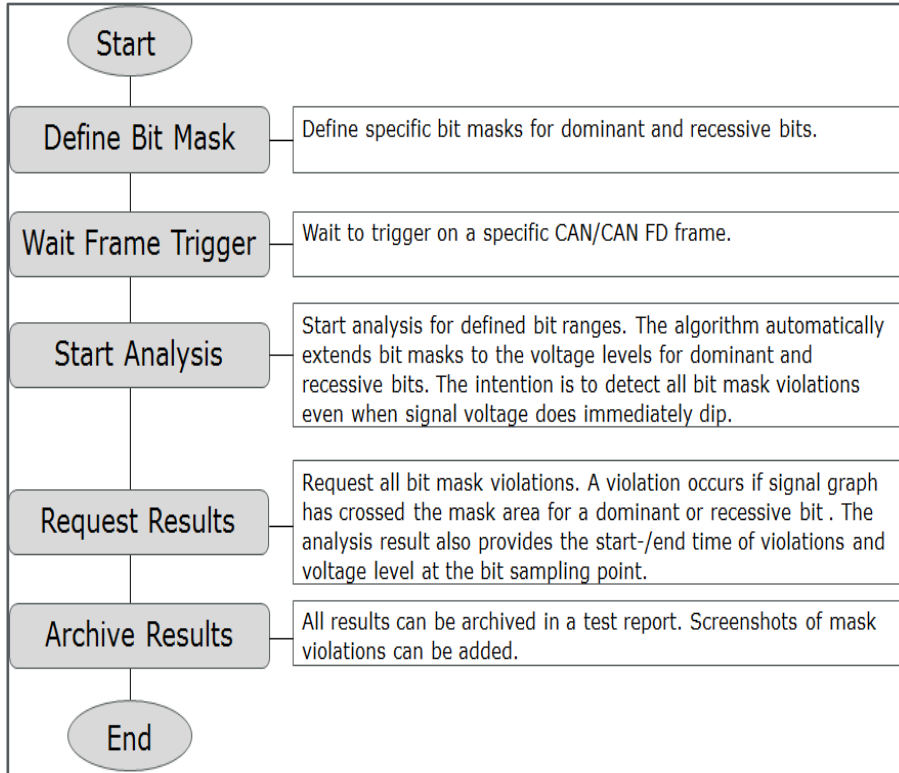 Start
Define Bit Mask
Define specific bit masks for dominant and recessive bits.
Wait Frame Trigger
Wait to trigger on a specific CAN/CAN FD frame.
Start Analysis
Start analysis for defined bit ranges. The algorithm automatically
extends bit masks to the voltage levels for dominant and
recessive bits. The intention is to detect all bit mask violations
even when signal voltage does immediately dip.
Request Results
Request all bit mask violations. A violation occurs if signal graph
has crossed the mask area for a dominant or recessive bit . The
analysis result also provides the start-/end time of violations and
voltage level at the bit sampling point.
Archive Results
All results can be archived in a test report. Screenshots of mask
violations can be added.
End